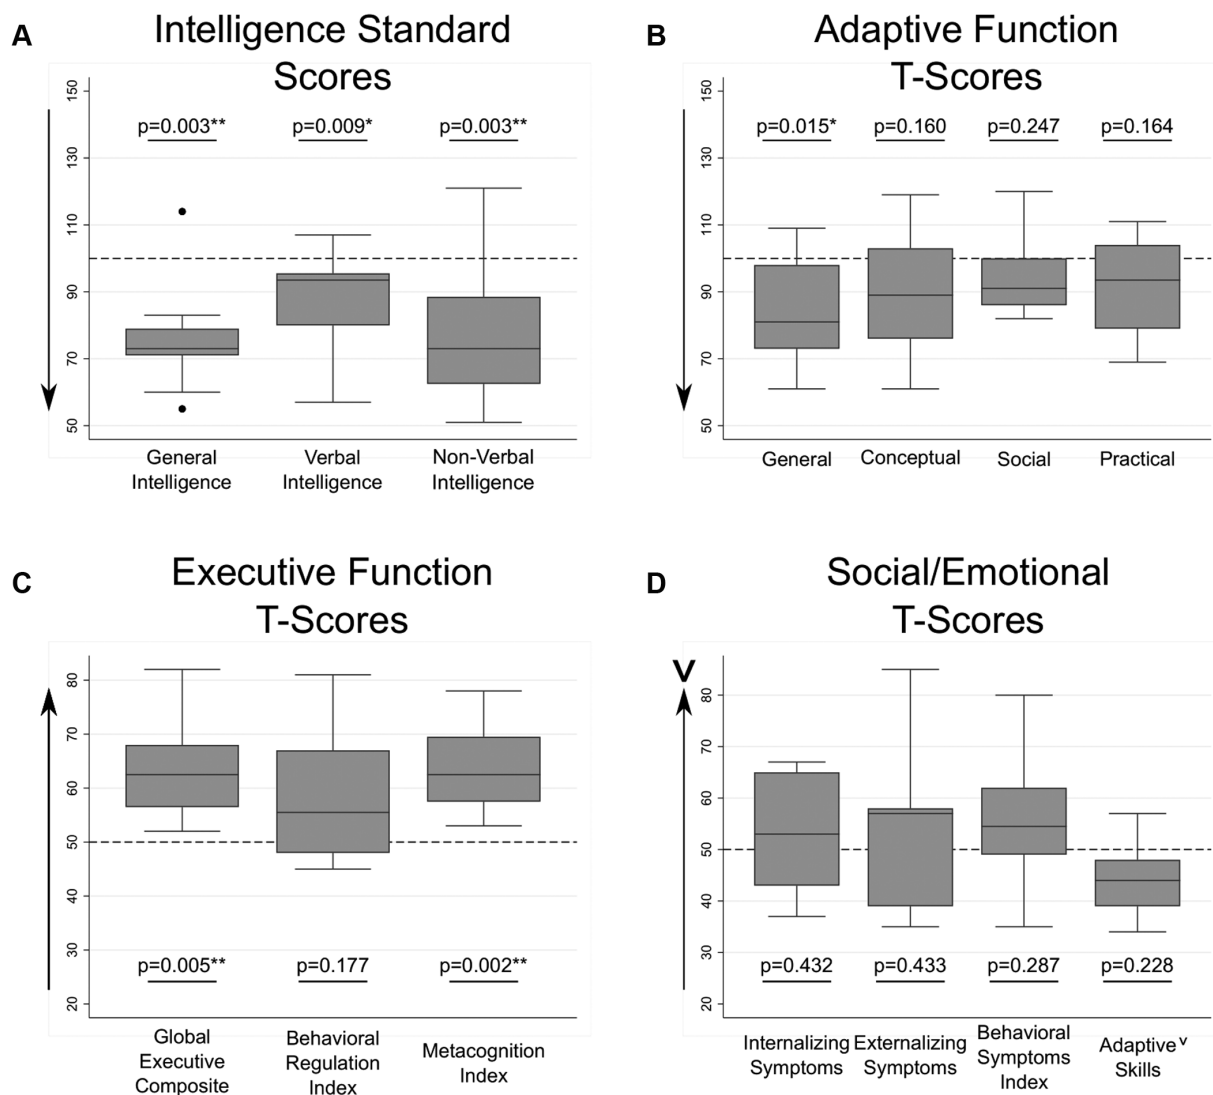 A
Intelligence Standard
Scores
150
130
110
90
70
50
p=0.003**
p=0.009*
p=0.003**
General
Intelligence
Verbal
Intelligence
Non-Verbal
Intelligence
B
Adaptive Function
T-Scores
150
130
110
90
70
50
p=0.015*
p=0.160
p=0.247
p=0.164
General
Conceptual
Social
Practical
C
Executive Function
T-Scores
80
70
60
50
40
30
20
p=0.005**
p=0.177
p=0.002**
Global
Executive
Composite
Behavioral
Regulation
Index
Metacognition
Index
D
Social/Emotional
T-Scores
v
80
70
60
50
40
30
20
p=0.432
p=0.433
p=0.287
p=0.228
Internalizing
Symptoms
Externalizing
Symptoms
Behavioral
Symptoms
Index
Adaptive v
Skills